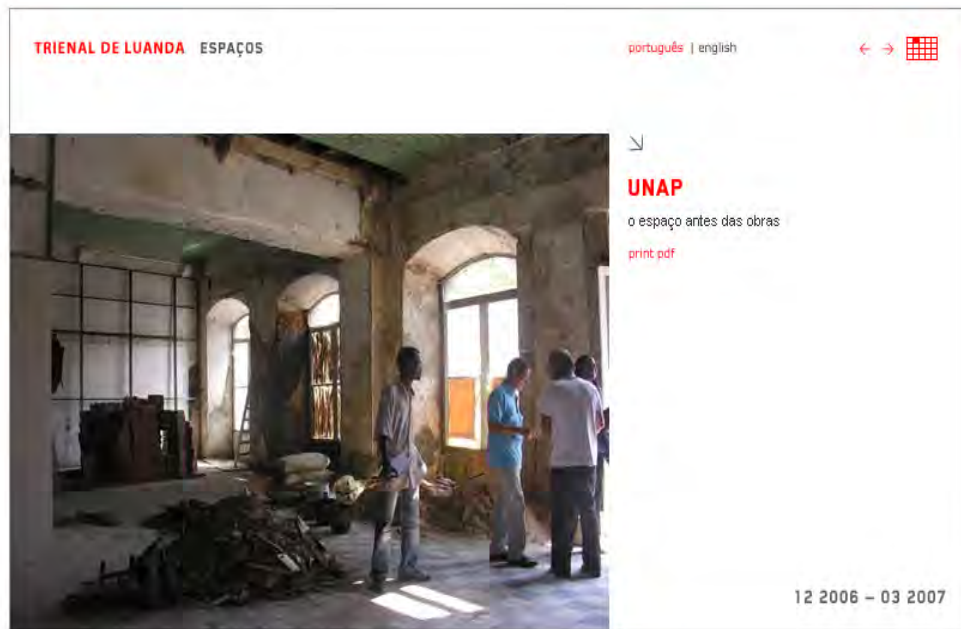 TRIENAL DE LUANDA ESPAÇOS
português | english
UNAP
o espaço antes das obras
print pdf
12 2006 – 03 2007